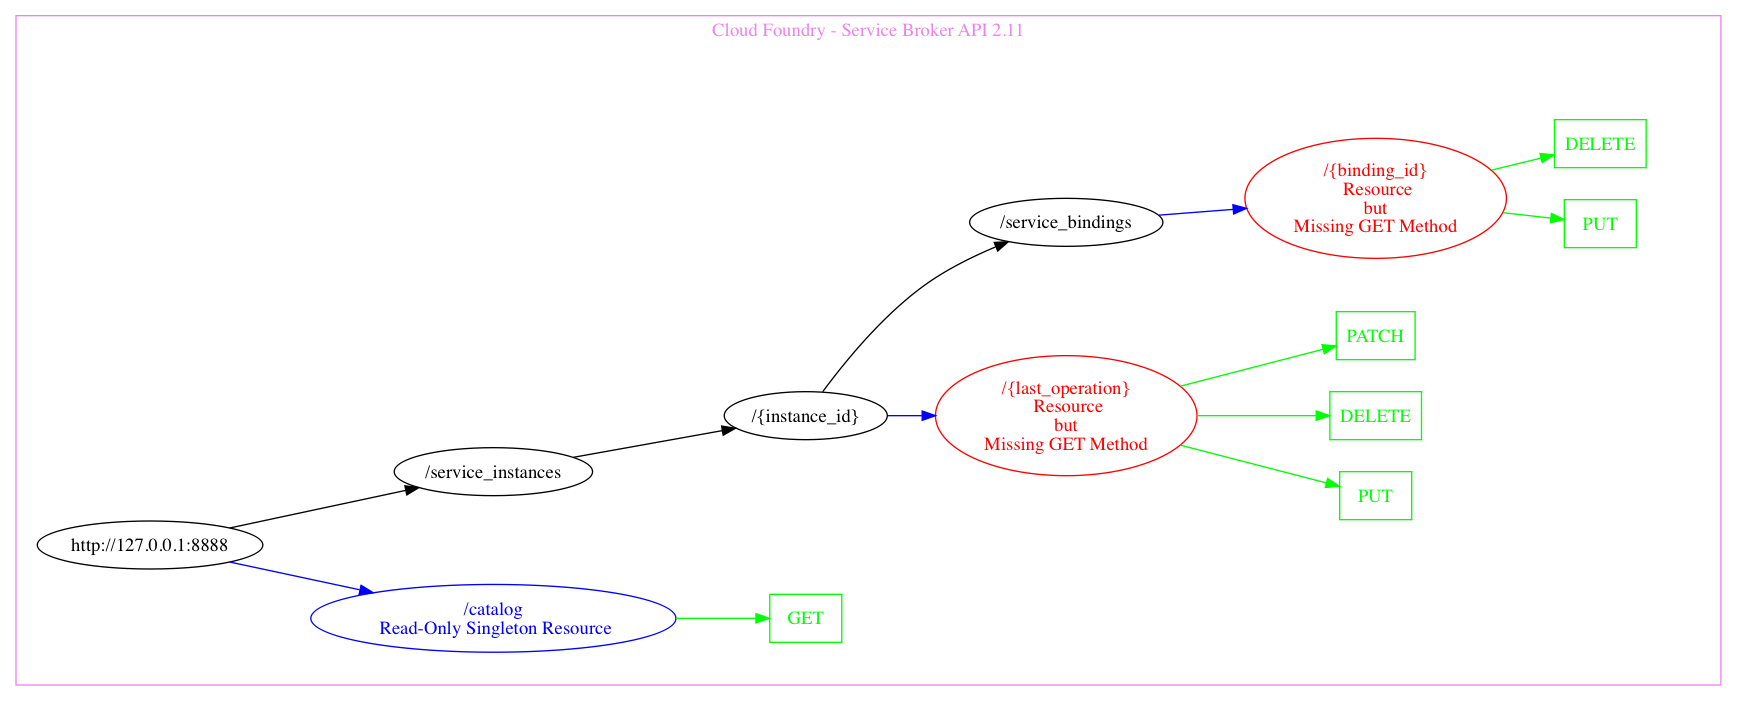 Cloud Foundry - Service Broker API 2.11
http://127.0.0.1:8888
/service_instances
/{instance_id}
/service_bindings
/{binding_id}
Resource
but
Missing GET Method
DELETE
PUT
/{last_operation}
Resource
but
Missing GET Method
PATCH
DELETE
PUT
/catalog
Read-Only Singleton Resource
GET